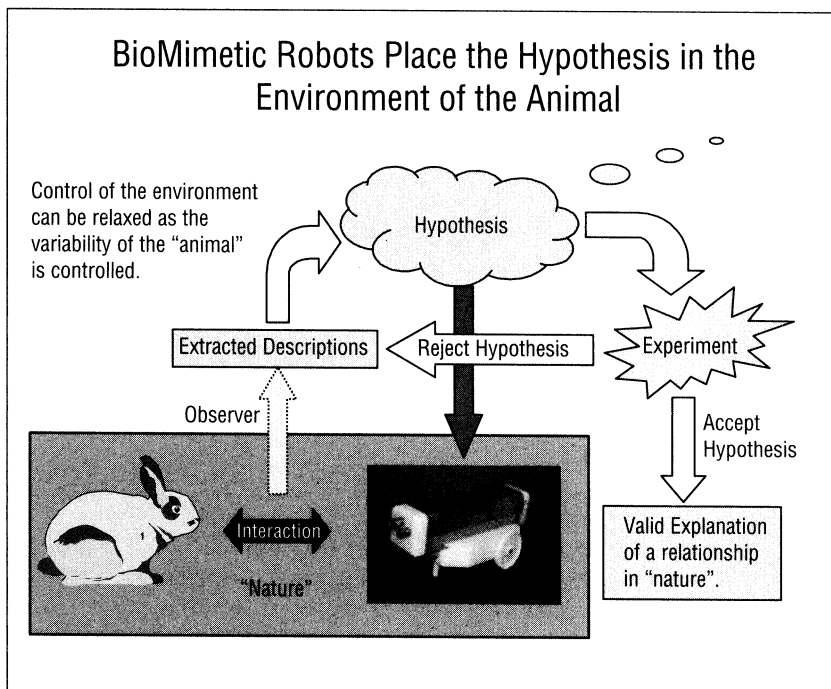 BioMimetic Robots Place the Hypothesis in the
Environment of the Animal
Control of the environment
can be relaxed as the
variability of the “animal”
is controlled.
Hypothesis
Extracted Descriptions
Reject Hypothesis
Experiment
Observer
Accept
Hypothesis
Interaction
“Nature”
Valid Explanation
of a relationship
in “nature”.